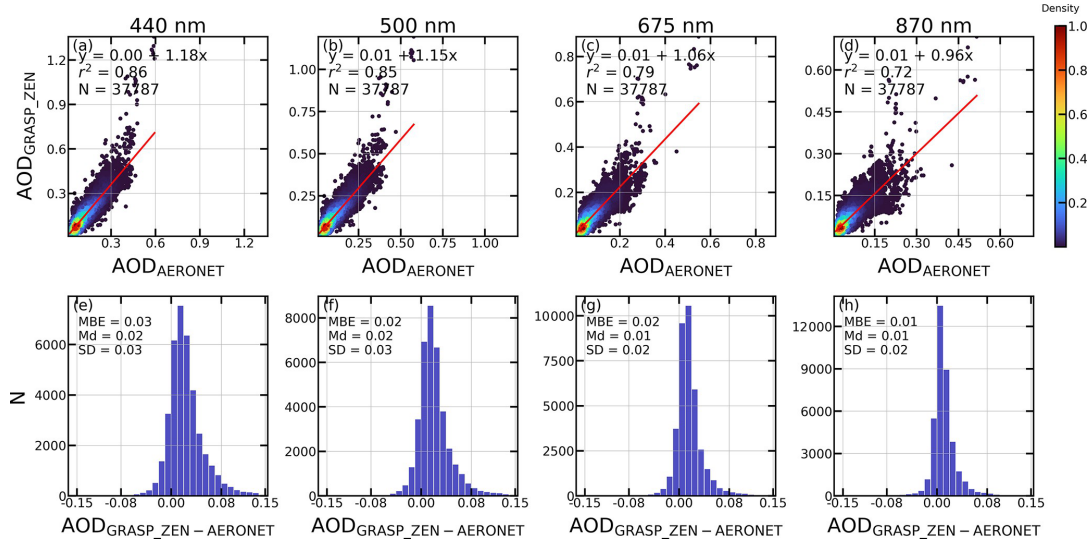 440 nm
500 nm
675 nm
870 nm
Density
(a)
y = 0.00 + 1.18x
r² = 0.86
N = 37787
(b)
y = 0.01 + 1.15x
r² = 0.85
N = 37787
(c)
y = 0.01 + 1.06x
r² = 0.79
N = 37787
(d)
y = 0.01 + 0.96x
r² = 0.72
N = 37787
AOD_GRASP_ZEN
1.2
0.9
0.6
0.3
0.3 0.6 0.9 1.2
1.00
0.75
0.50
0.25
0.25 0.50 0.75 1.00
0.8
0.6
0.4
0.2
0.2 0.4 0.6 0.8
0.60
0.45
0.30
0.15
0.15 0.30 0.45 0.60
1.0
0.8
0.6
0.4
0.2
AOD_AERONET
AOD_AERONET
AOD_AERONET
AOD_AERONET
(e)
MBE = 0.03
Md = 0.02
SD = 0.03
(f)
MBE = 0.02
Md = 0.02
SD = 0.03
(g)
MBE = 0.02
Md = 0.01
SD = 0.02
(h)
MBE = 0.01
Md = 0.01
SD = 0.02
N
6000
4000
2000
0
8000
6000
4000
2000
0
10000
7500
5000
2500
0
12000
9000
6000
3000
0
-0.15 -0.08 0.00 0.08 0.15
-0.15 -0.08 0.00 0.08 0.15
-0.15 -0.08 0.00 0.08 0.15
-0.15 -0.08 0.00 0.08 0.15
AOD_GRASP_ZEN−AERONET
AOD_GRASP_ZEN−AERONET
AOD_GRASP_ZEN−AERONET
AOD_GRASP_ZEN−AERONET